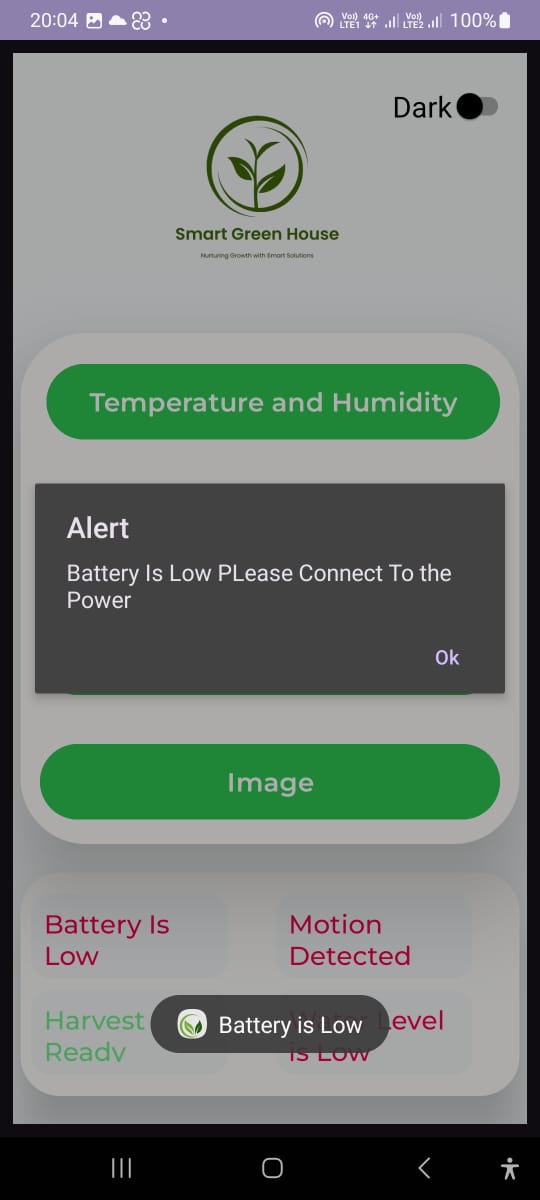 20:04
Vo) 4G+ Vo) 100%
LTE1 LTE2
Dark
Smart Green House
Nurturing Growth with Smart Solutions
Temperature and Humidity
Alert
Battery Is Low PLease Connect To the
Power
Ok
Image
Battery Is
Low
Motion
Detected
Harvest
Ready
Water Level
is Low
Battery is Low